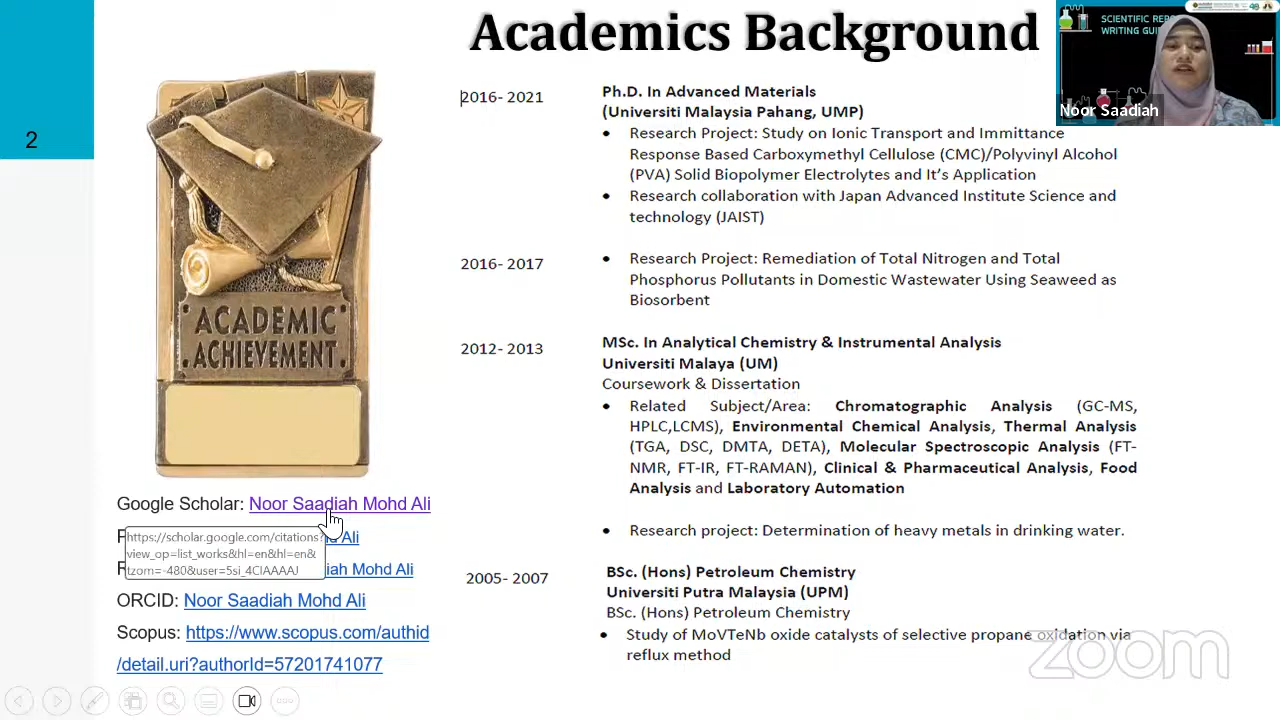 Academics Background
SCIENTIFIC
WRITING
Noor Saadiah
2
ACADEMIC
ACHIEVEMENT
2016- 2021
Ph.D. In Advanced Materials
(Universiti Malaysia Pahang, UMP)
• Research Project: Study on Ionic Transport and Immittance
Response Based Carboxymethyl Cellulose (CMC)/Polyvinyl Alcohol
(PVA) Solid Biopolymer Electrolytes and It's Application
• Research collaboration with Japan Advanced Institute Science and
technology (JAIST)
2016- 2017
• Research Project: Remediation of Total Nitrogen and Total
Phosphorus Pollutants in Domestic Wastewater Using Seaweed as
Biosorbent
2012- 2013
MSc. In Analytical Chemistry & Instrumental Analysis
Universiti Malaya (UM)
Coursework & Dissertation
• Related Subject/Area: Chromatographic Analysis (GC-MS,
HPLC,LCMS), Environmental Chemical Analysis, Thermal Analysis
(TGA, DSC, DMTA, DETA), Molecular Spectroscopic Analysis (FT-
NMR, FT-IR, FT-RAMAN), Clinical & Pharmaceutical Analysis, Food
Analysis and Laboratory Automation
• Research project: Determination of heavy metals in drinking water.
2005- 2007
BSc. (Hons) Petroleum Chemistry
Universiti Putra Malaysia (UPM)
BSc. (Hons) Petroleum Chemistry
• Study of MoVTeNb oxide catalysts of selective propane oxidation via
reflux method
Google Scholar: Noor Saadiah Mohd Ali
Ali
https://scholar.google.com/citations?
view_op=list_works&hl=en&hl=en&
tzom=-480&user=5si_4CIAAAAJ
iah Mohd Ali
ORCID: Noor Saadiah Mohd Ali
Scopus: https://www.scopus.com/authid
/detail.uri?authorId=57201741077
zoom